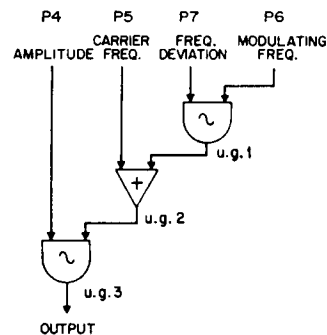 P4 P5 P7 P6
AMPLITUDE CARRIER FREQ. FREQ. DEVIATION MODULATING FREQ.
∿
u.g.1
+
u.g.2
∿
u.g.3
OUTPUT